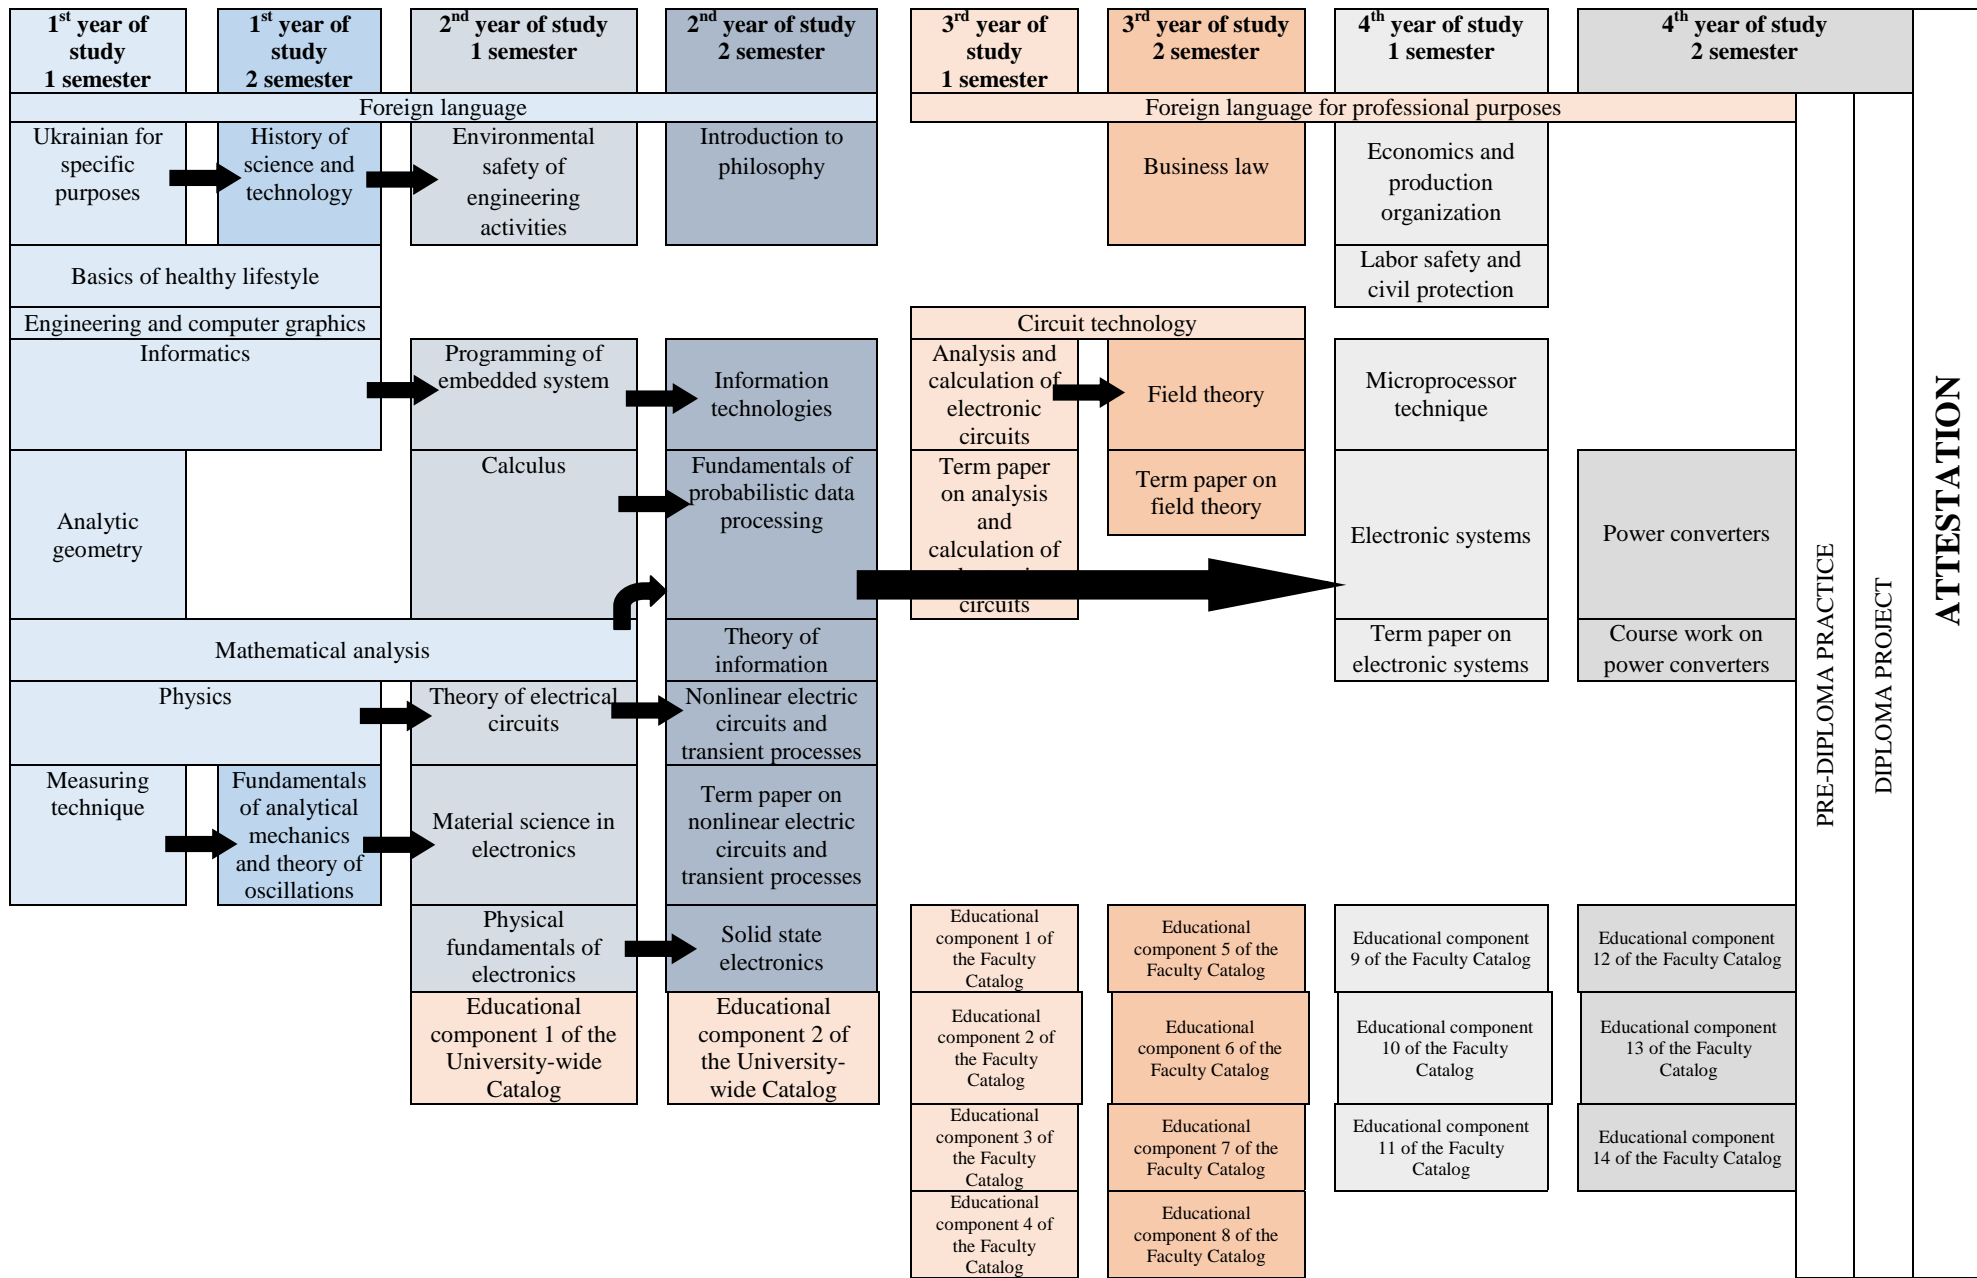 1st year of
study
1 semester
1st year of
study
2 semester
2nd year of study
1 semester
2nd year of study
2 semester
3rd year of
study
1 semester
3rd year of study
2 semester
4th year of study
1 semester
4th year of study
2 semester
ATTESTATION
Foreign language
Foreign language for professional purposes
PRE-DIPLOMA PRACTICE
DIPLOMA PROJECT
Ukrainian for
specific
purposes
History of
science and
technology
Environmental
safety of
engineering
activities
Introduction to
philosophy
Business law
Economics and
production
organization
Basics of healthy lifestyle
Labor safety and
civil protection
Engineering and computer graphics
Circuit technology
Informatics
Programming of
embedded system
Information
technologies
Analysis and
calculation of
electronic
circuits
Field theory
Microprocessor
technique
Analytic
geometry
Calculus
Fundamentals of
probabilistic data
processing
Term paper
on analysis
and
calculation of
circuits
Term paper on
field theory
Electronic systems
Power converters
Mathematical analysis
Theory of
information
Term paper on
electronic systems
Course work on
power converters
Physics
Theory of electrical
circuits
Nonlinear electric
circuits and
transient processes
Measuring
technique
Fundamentals
of analytical
mechanics
and theory of
oscillations
Material science in
electronics
Term paper on
nonlinear electric
circuits and
transient processes
Physical
fundamentals of
electronics
Solid state
electronics
Educational
component 1 of
the Faculty
Catalog
Educational
component 5 of the
Faculty Catalog
Educational component
9 of the Faculty Catalog
Educational component
12 of the Faculty Catalog
Educational
component 1 of the
University-wide
Catalog
Educational
component 2 of
the University-
wide Catalog
Educational
component 2 of
the Faculty
Catalog
Educational
component 6 of the
Faculty Catalog
Educational component
10 of the Faculty
Catalog
Educational component
13 of the Faculty
Catalog
Educational
component 3 of
the Faculty
Catalog
Educational
component 7 of the
Faculty Catalog
Educational component
11 of the Faculty
Catalog
Educational component
14 of the Faculty Catalog
Educational
component 4 of
the Faculty
Catalog
Educational
component 8 of the
Faculty Catalog